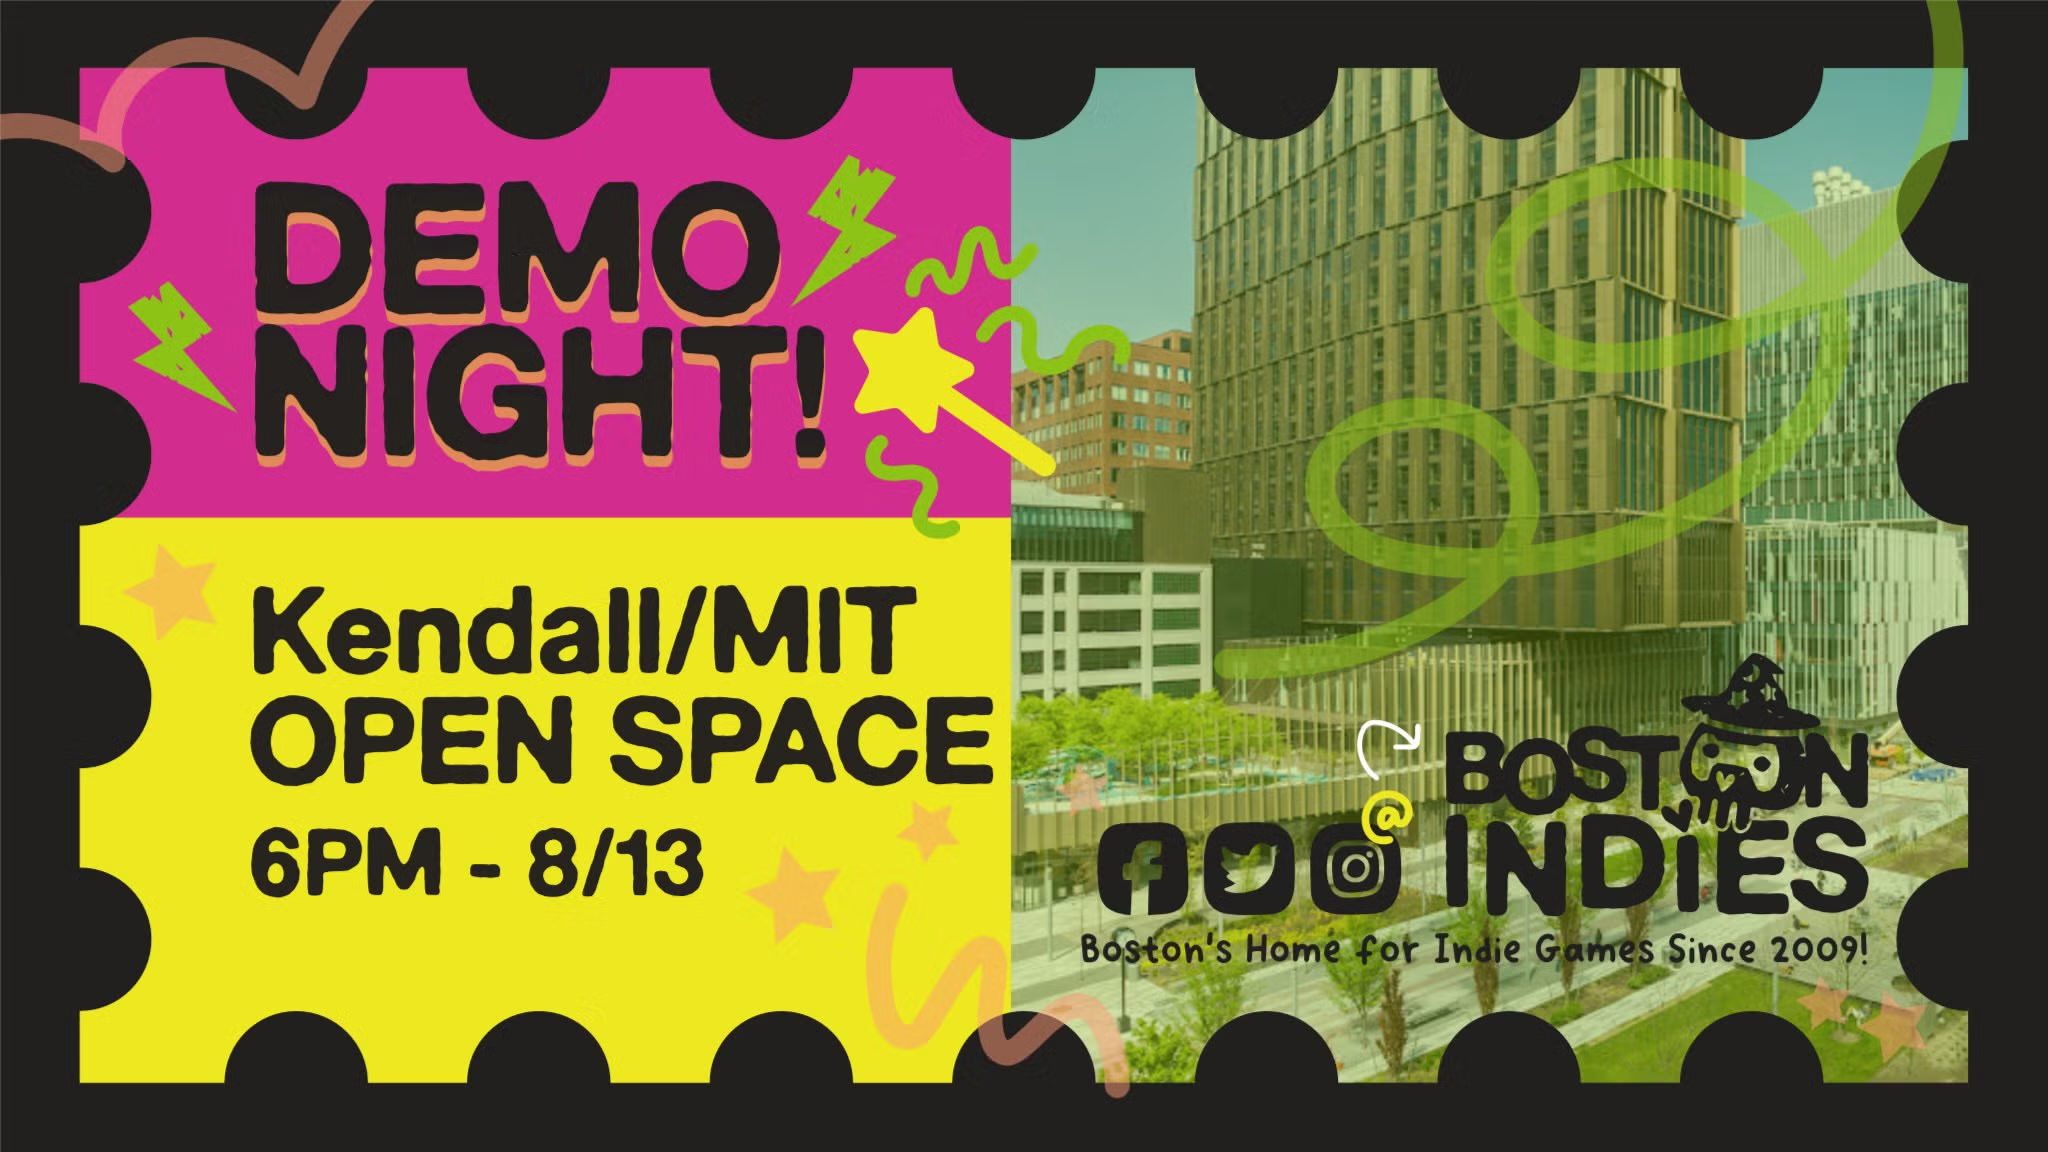 DEMO
NIGHT!
Kendall/MIT
OPEN SPACE
6PM - 8/13
@
BOSTON
INDiES
Boston's Home for Indie Games Since 2009!